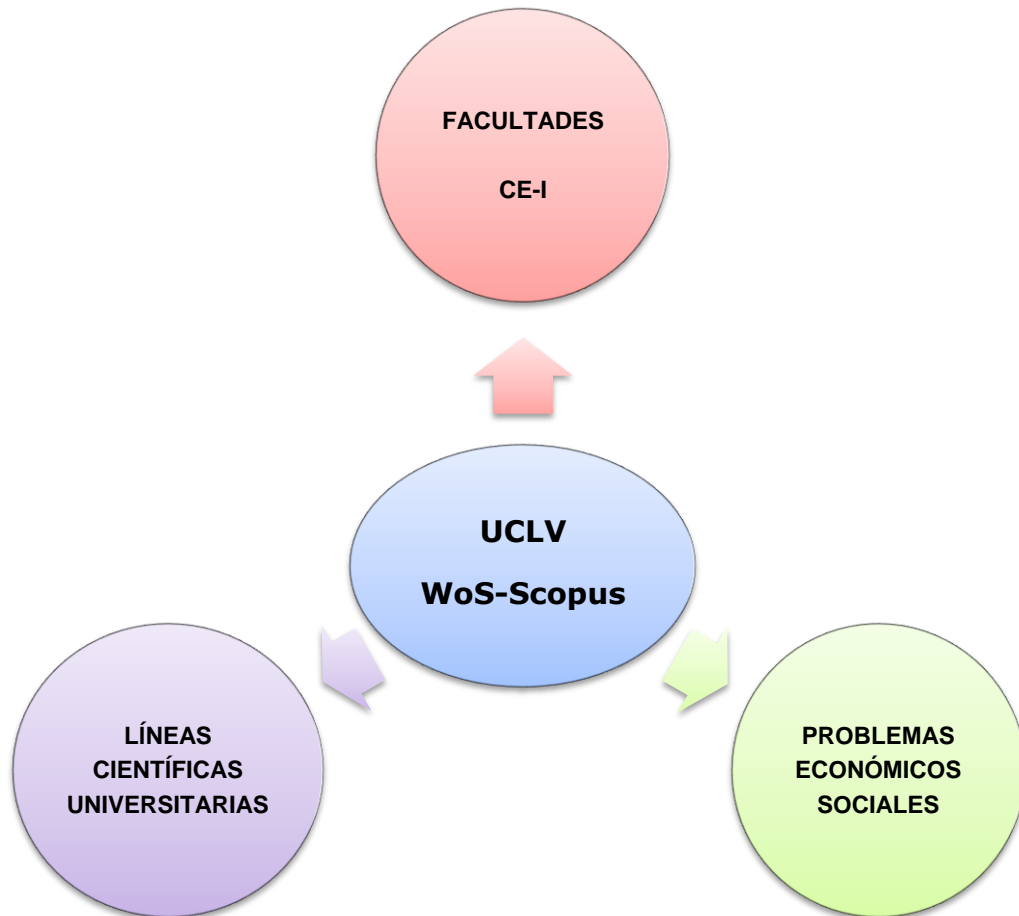 FACULTADES
CE-I
UCLV
WoS-Scopus
LÍNEAS
CIENTÍFICAS
UNIVERSITARIAS
PROBLEMAS
ECONÓMICOS
SOCIALES